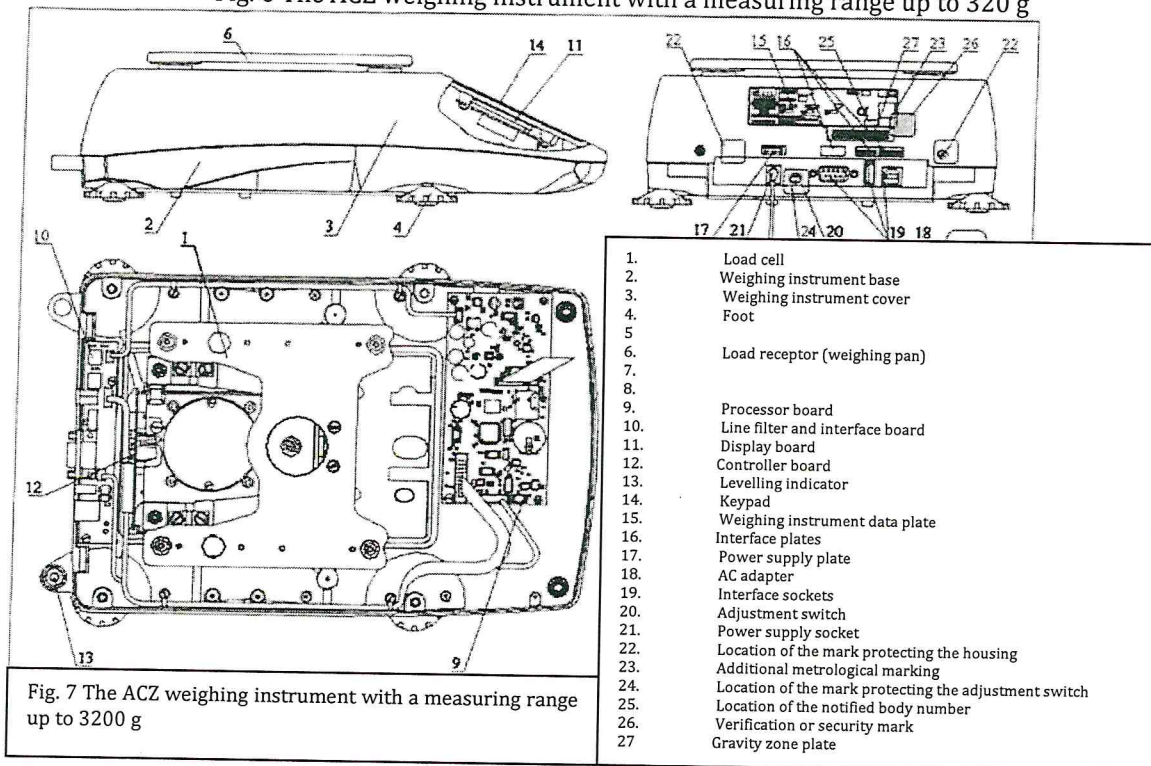 Fig. 6 The ACZ weighing instrument with a measuring range up to 320 g
6
14
11
2
3
4
22
15
16
25
27
23
26
22
17
21
24
20
19
18
10
1
12
13
9
1. Load cell
2. Weighing instrument base
3. Weighing instrument cover
4. Foot
5
6. Load receptor (weighing pan)
7.
8.
9. Processor board
10. Line filter and interface board
11. Display board
12. Controller board
13. Levelling indicator
14. Keypad
15. Weighing instrument data plate
16. Interface plates
17. Power supply plate
18. AC adapter
19. Interface sockets
20. Adjustment switch
21. Power supply socket
22. Location of the mark protecting the housing
23. Additional metrological marking
24. Location of the mark protecting the adjustment switch
25. Location of the notified body number
26. Verification or security mark
27 Gravity zone plate
Fig. 7 The ACZ weighing instrument with a measuring range
up to 3200 g